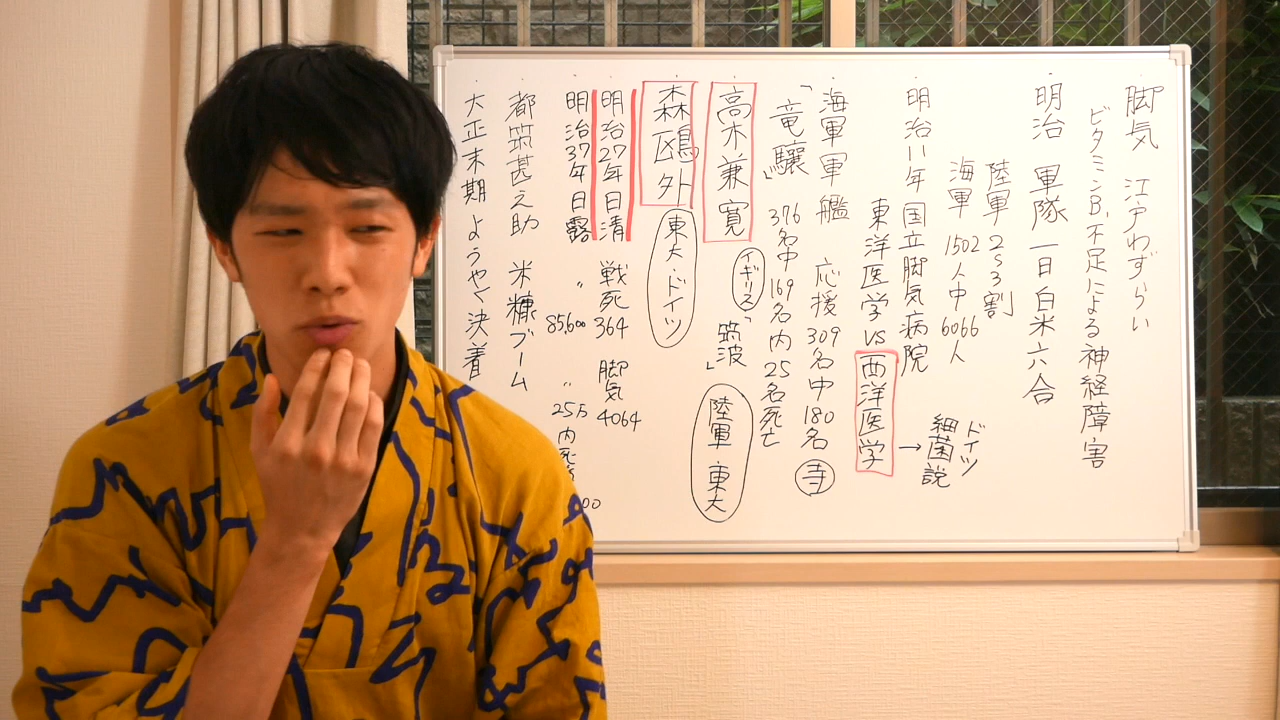 脚気 江戸わずらい
ビタミンB₁不足による神経障害
明治 軍隊 一日白米六合
陸軍 2〜3割
海軍 1502人中6066人
明治11年 国立脚気病院
東洋医学 VS 西洋医学 → 細菌説
ドイツ
海軍軍艦 応援309名中180名 寺
「竜驤」 376名中169名内25名死亡
高木兼寛 イギリス 「筑波」 陸軍 東大
森鴎外 東大・ドイツ
明治27年 日清 戦死364 脚気4064
明治37年 日露 〃 85,600 〃 25万 内死
都筑甚之助 米糠ブーム
大正末期 ようやく決着